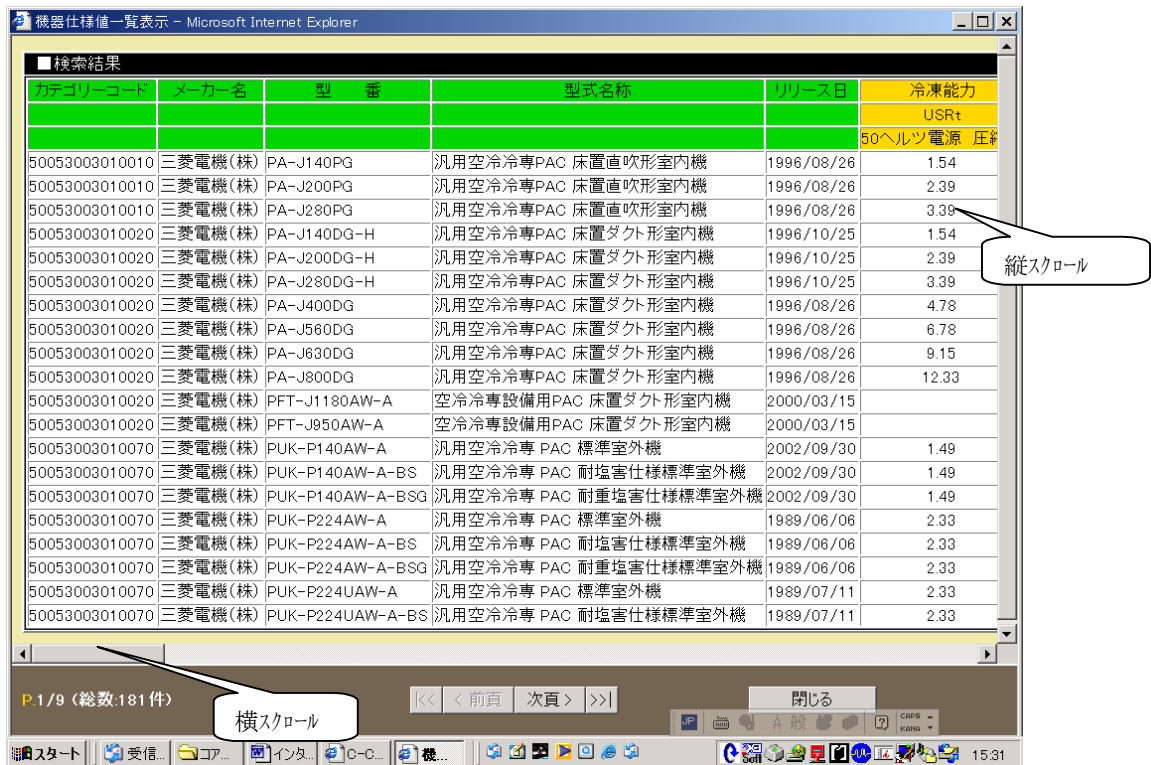 機器仕様値一覧表示 - Microsoft Internet Explorer
■検索結果
カテゴリーコード メーカー名 型 番 型式名称 リリース日 冷凍能力
USRt
50ヘルツ電源 圧縮
50053003010010 三菱電機(株) PA-J140PG 汎用空冷冷専PAC 床置直吹形室内機 1996/08/26 1.54
50053003010010 三菱電機(株) PA-J200PG 汎用空冷冷専PAC 床置直吹形室内機 1996/08/26 2.39
50053003010010 三菱電機(株) PA-J280PG 汎用空冷冷専PAC 床置直吹形室内機 1996/08/26 3.39
50053003010020 三菱電機(株) PA-J140DG-H 汎用空冷冷専PAC 床置ダクト形室内機 1996/10/25 1.54
50053003010020 三菱電機(株) PA-J200DG-H 汎用空冷冷専PAC 床置ダクト形室内機 1996/10/25 2.39
縦スクロール
50053003010020 三菱電機(株) PA-J280DG-H 汎用空冷冷専PAC 床置ダクト形室内機 1996/10/25 3.39
50053003010020 三菱電機(株) PA-J400DG 汎用空冷冷専PAC 床置ダクト形室内機 1996/08/26 4.78
50053003010020 三菱電機(株) PA-J560DG 汎用空冷冷専PAC 床置ダクト形室内機 1996/08/26 6.78
50053003010020 三菱電機(株) PA-J630DG 汎用空冷冷専PAC 床置ダクト形室内機 1996/08/26 9.15
50053003010020 三菱電機(株) PA-J800DG 汎用空冷冷専PAC 床置ダクト形室内機 1996/08/26 12.33
50053003010020 三菱電機(株) PFT-J1180AW-A 空冷冷専設備用PAC 床置ダクト形室内機 2000/03/15
50053003010020 三菱電機(株) PFT-J950AW-A 空冷冷専設備用PAC 床置ダクト形室内機 2000/03/15
50053003010070 三菱電機(株) PUK-P140AW-A 汎用空冷冷専 PAC 標準室外機 2002/09/30 1.49
50053003010070 三菱電機(株) PUK-P140AW-A-BS 汎用空冷冷専 PAC 耐塩害仕様標準室外機 2002/09/30 1.49
50053003010070 三菱電機(株) PUK-P140AW-A-BSG 汎用空冷冷専 PAC 耐重塩害仕様標準室外機 2002/09/30 1.49
50053003010070 三菱電機(株) PUK-P224AW-A 汎用空冷冷専 PAC 標準室外機 1989/06/06 2.33
50053003010070 三菱電機(株) PUK-P224AW-A-BS 汎用空冷冷専 PAC 耐塩害仕様標準室外機 1989/06/06 2.33
50053003010070 三菱電機(株) PUK-P224AW-A-BSG 汎用空冷冷専 PAC 耐重塩害仕様標準室外機 1989/06/06 2.33
50053003010070 三菱電機(株) PUK-P224UAW-A 汎用空冷冷専 PAC 標準室外機 1989/07/11 2.33
50053003010070 三菱電機(株) PUK-P224UAW-A-BS 汎用空冷冷専 PAC 耐塩害仕様標準室外機 1989/07/11 2.33
P.1/9 (総数:181件) |<< < 前頁 次頁 > >>| 閉じる
横スクロール
JP A 般 CAPS KANA
スタート 受信... コア... インタ... C-C... 機... 15:31